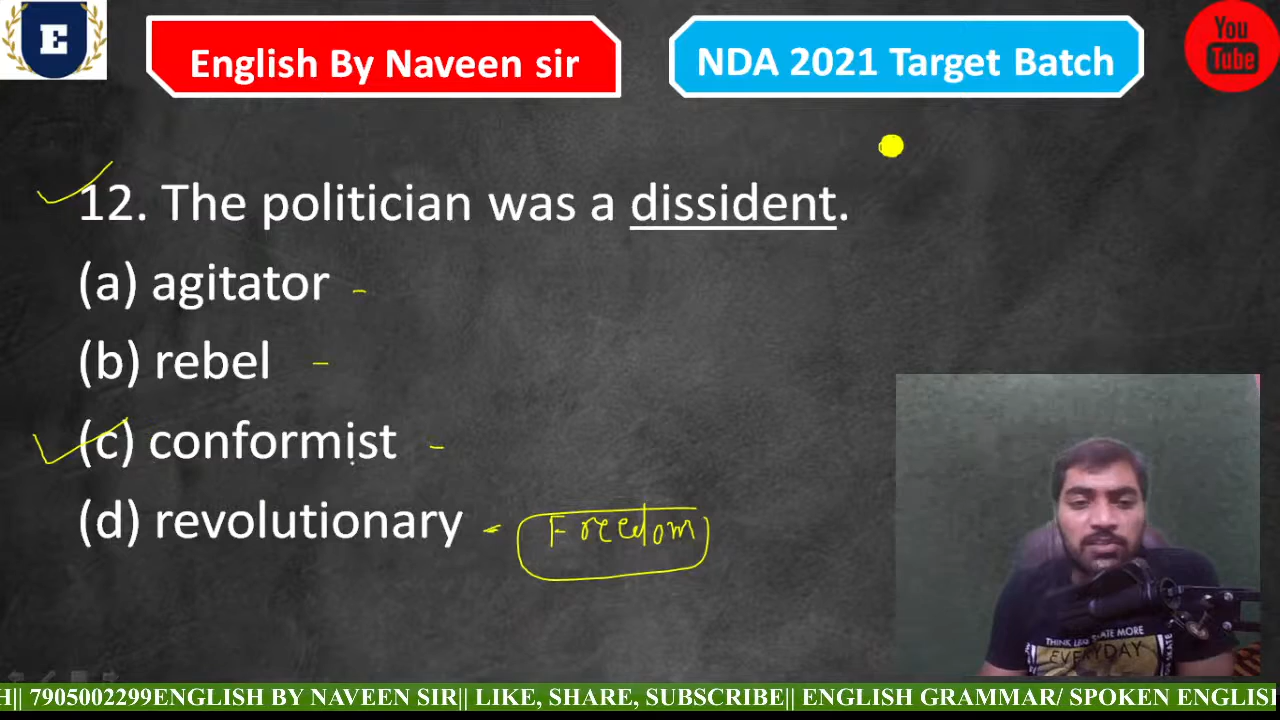 E
English By Naveen sir
NDA 2021 Target Batch
You
Tube
12. The politician was a dissident.
(a) agitator
(b) rebel
(c) conformist
(d) revolutionary
Freedom
EVERYDAY
H|| 7905002299ENGLISH BY NAVEEN SIR|| LIKE, SHARE, SUBSCRIBE|| ENGLISH GRAMMAR/ SPOKEN ENGLISH